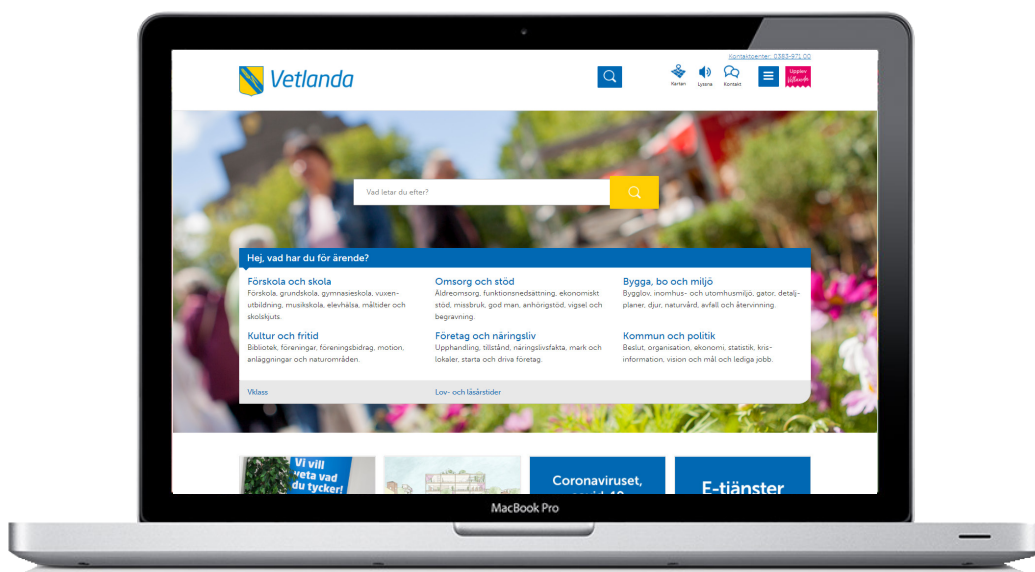 Kontaktcenter: 0383-971 00
Vetlanda
Kartan
Lyssna
Kontakt
Upplev
Vetlanda
Vad letar du efter?
Hej, vad har du för ärende?
Förskola och skola
Förskola, grundskola, gymnasieskola, vuxen-
utbildning, musikskola, elevhälsa, måltider och
skolskjuts.
Omsorg och stöd
Äldreomsorg, funktionsnedsättning, ekonomiskt
stöd, missbruk, god man, anhörigstöd, vigsel och
begravning.
Bygga, bo och miljö
Bygglov, inomhus- och utomhusmiljö, gator, detalj-
planer, djur, naturvård, avfall och återvinning.
Kultur och fritid
Bibliotek, föreningar, föreningsbidrag, motion,
anläggningar och naturområden.
Företag och näringsliv
Upphandling, tillstånd, näringslivsfakta, mark och
lokaler, starta och driva företag.
Kommun och politik
Beslut, organisation, ekonomi, statistik, kris-
information, vision och mål och lediga jobb.
Vklass
Lov- och läsårstider
Vi vill
veta vad
du tycker!
Coronaviruset,
covid-19
E-tjänster
MacBook Pro